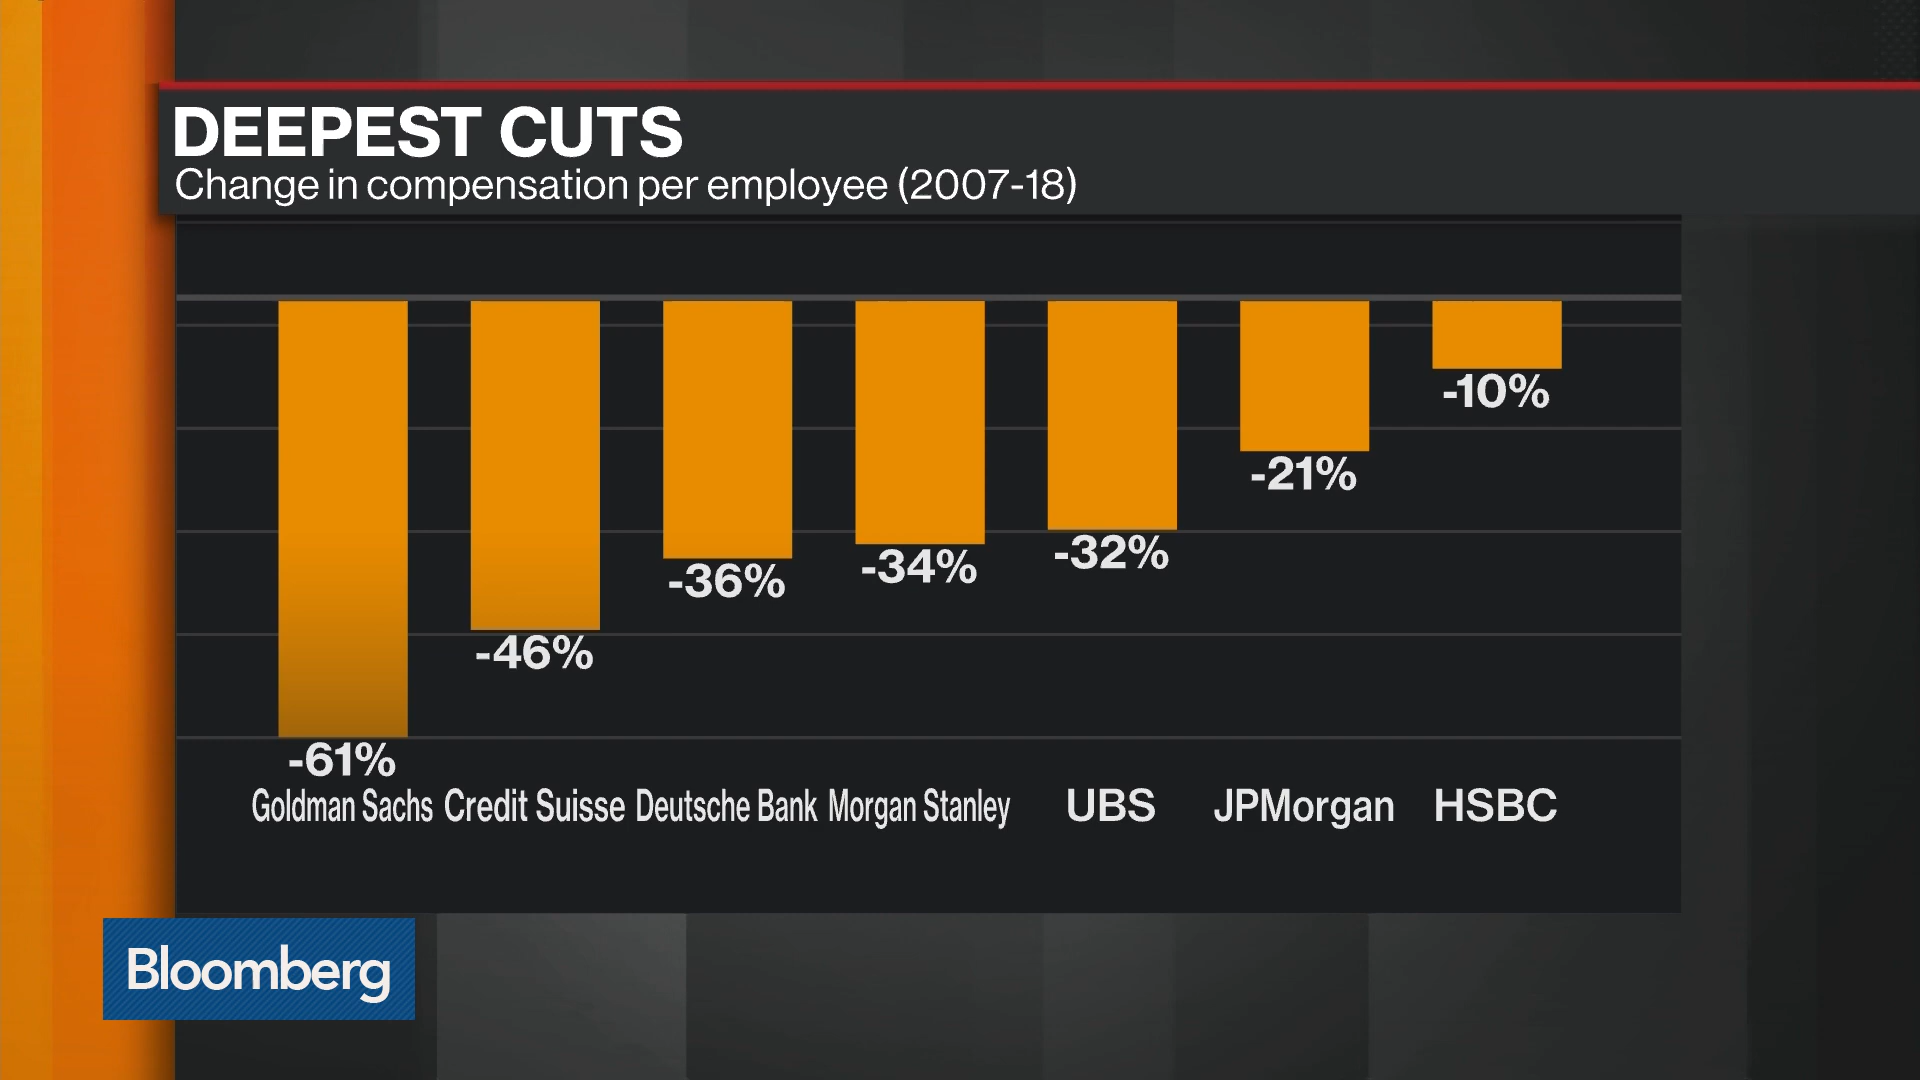 DEEPEST CUTS
Change in compensation per employee (2007-18)
-10%
-21%
-32%
-34%
-36%
-46%
-61%
Goldman Sachs Credit Suisse Deutsche Bank Morgan Stanley UBS JPMorgan HSBC
Bloomberg